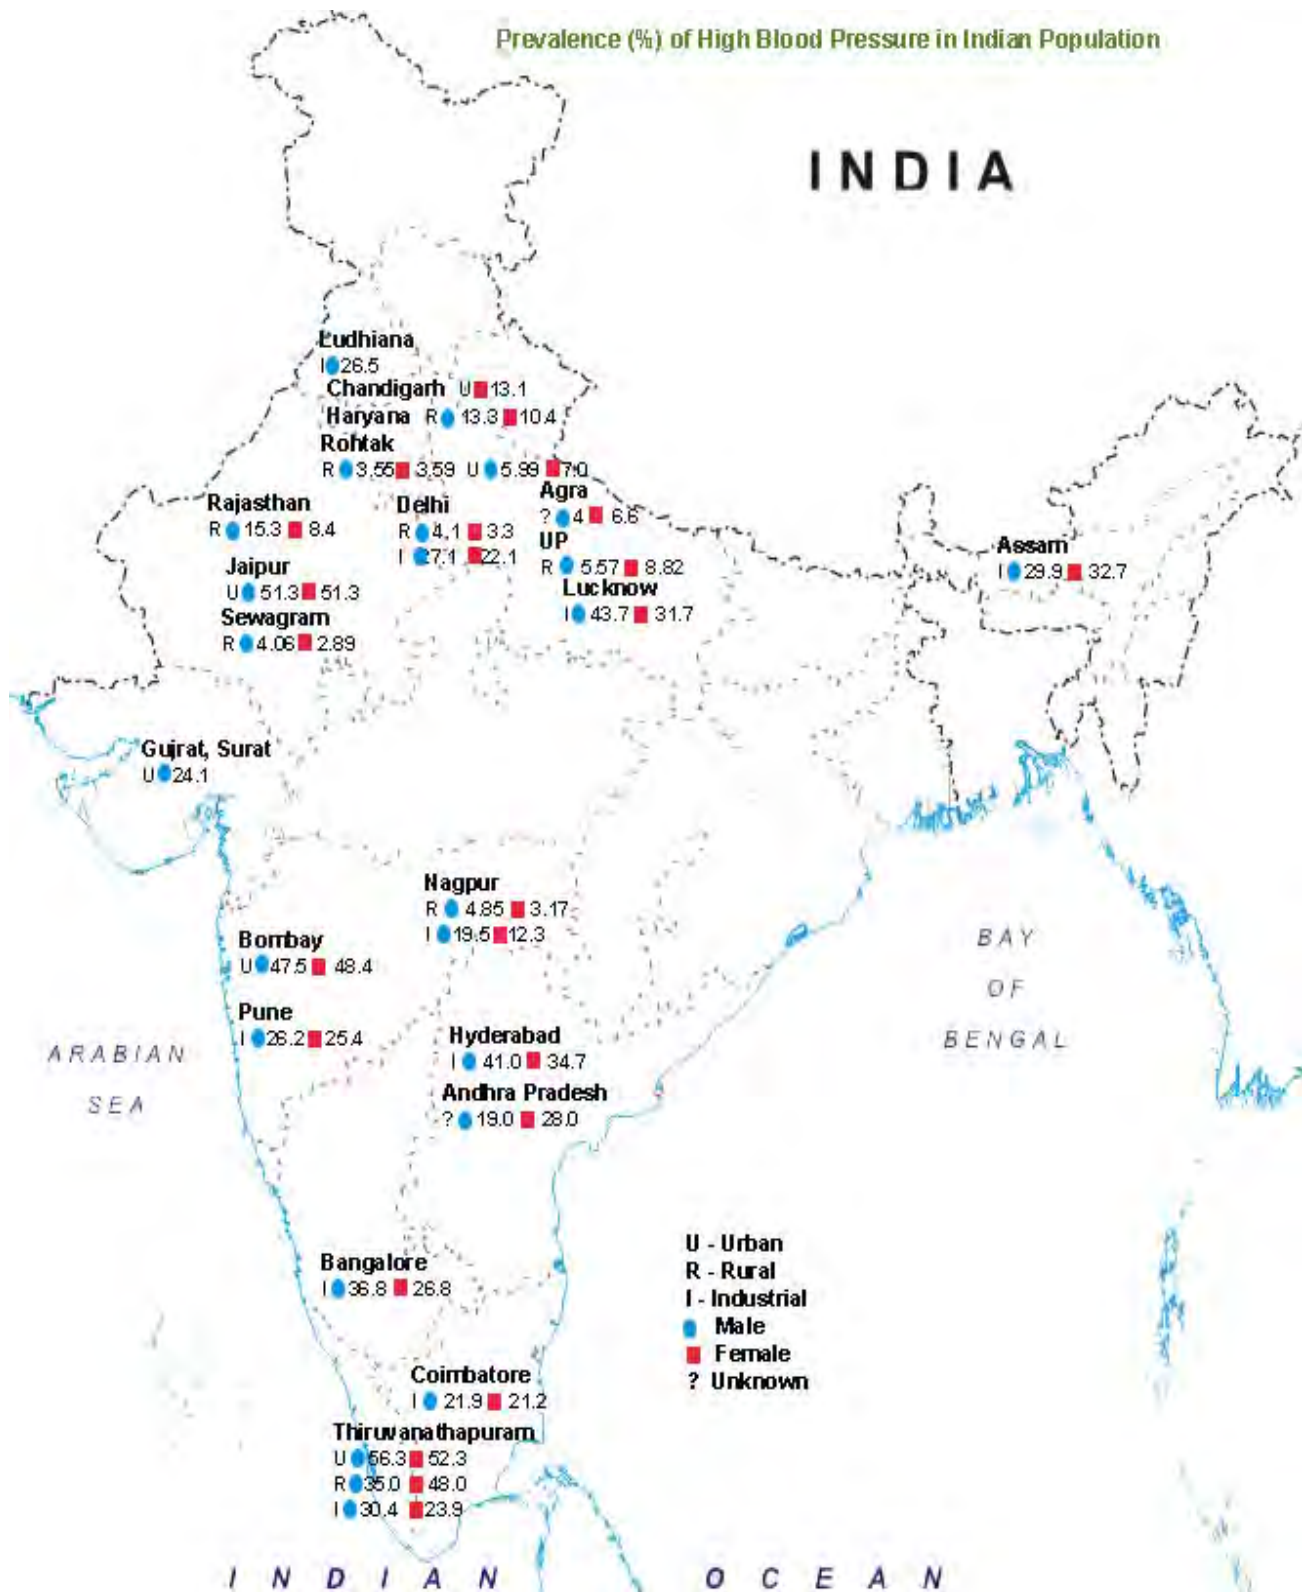 Prevalence (%) of High Blood Pressure in Indian Population
INDIA
Ludhiana
I 26.5
Chandigarh U 13.1
Haryana R 13.3 10.4
Rohtak
R 3.55 3.59 U 5.99 7.0
Rajasthan
R 15.3 8.4
Delhi
R 4.1 3.3
I 27.1 22.1
Agra
? 4 6.6
UP
R 5.57 8.82
Lucknow
I 43.7 31.7
Assam
I 29.9 32.7
Jaipur
U 51.3 51.3
Sewagram
R 4.06 2.89
Gujrat, Surat
U 24.1
Nagpur
R 4.85 3.17
I 19.5 12.3
Bombay
U 47.5 48.4
Pune
I 26.2 25.4
Hyderabad
I 41.0 34.7
Andhra Pradesh
? 19.0 28.0
ARABIAN
SEA
BAY
OF
BENGAL
Bangalore
I 36.8 26.8
Coimbatore
I 21.9 21.2
Thiruvanathapuram
U 56.3 52.3
R 35.0 48.0
I 30.4 23.9
U - Urban
R - Rural
I - Industrial
Male
Female
? Unknown
INDIAN OCEAN